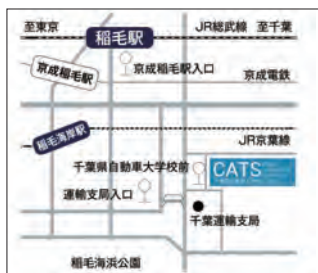 至東京
JR総武線 至千葉
稲毛駅
京成稲毛駅
京成稲毛駅入口
京成電鉄
稲毛海岸駅
JR京葉線
千葉県自動車大学校前
CATS
運輸支局入口
千葉運輸支局
稲毛海浜公園